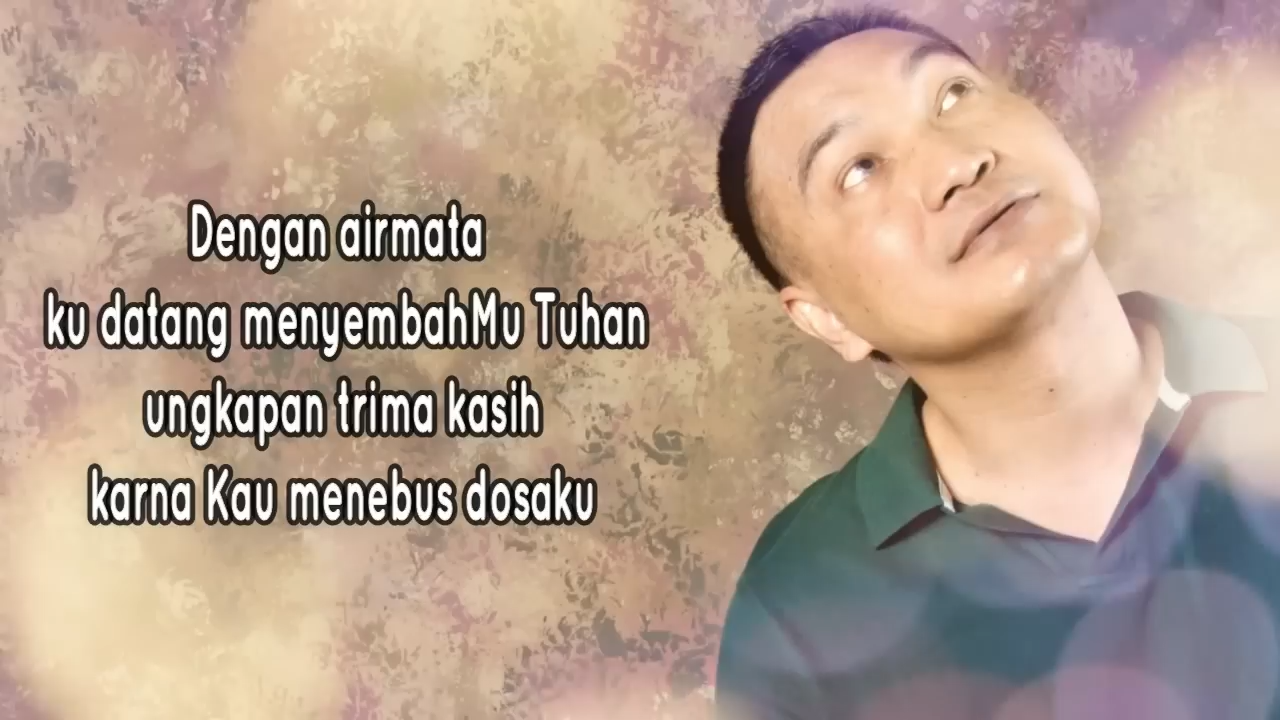 Dengan airmata
ku datang menyembahMu Tuhan
ungkapan trima kasih
karna Kau menebus dosaku